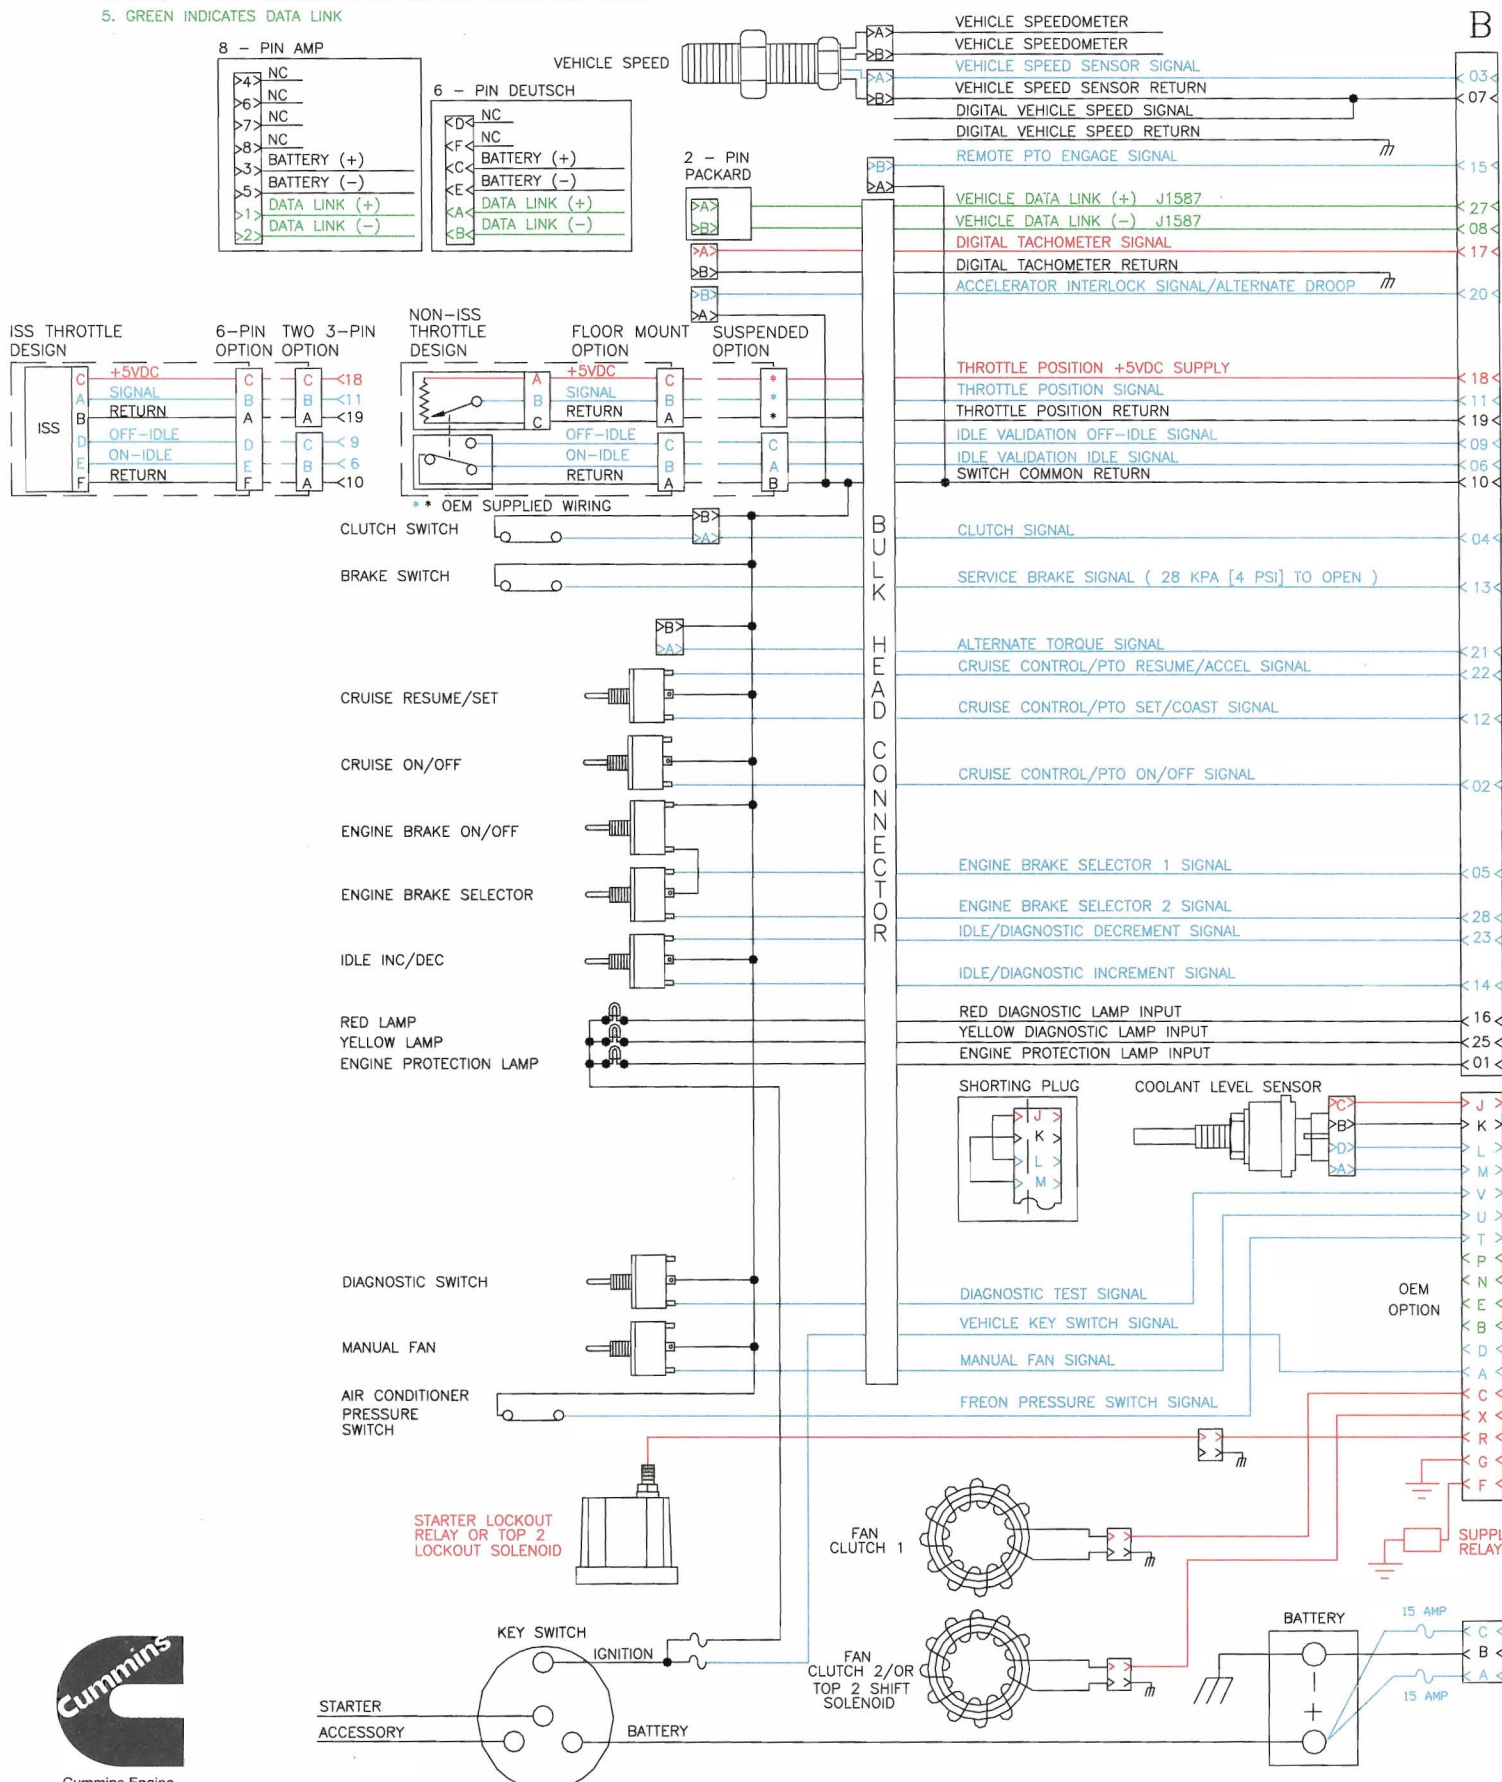 5. GREEN INDICATES DATA LINK
8 - PIN AMP
>4> NC
>6> NC
>7> NC
>8> NC
>3> BATTERY (+)
>5> BATTERY (-)
>1> DATA LINK (+)
>2> DATA LINK (-)
6 - PIN DEUTSCH
<D< NC
<F< NC
<C< BATTERY (+)
<E< BATTERY (-)
<A< DATA LINK (+)
<B< DATA LINK (-)
VEHICLE SPEED
>A> VEHICLE SPEEDOMETER
>B> VEHICLE SPEEDOMETER
>A> VEHICLE SPEED SENSOR SIGNAL <03<
>B> VEHICLE SPEED SENSOR RETURN <07<
DIGITAL VEHICLE SPEED SIGNAL
DIGITAL VEHICLE SPEED RETURN
B
2 - PIN
PACKARD
>B> REMOTE PTO ENGAGE SIGNAL <15<
>A>
>A> VEHICLE DATA LINK (+) J1587 <27<
>B> VEHICLE DATA LINK (-) J1587 <08<
>A> DIGITAL TACHOMETER SIGNAL <17<
>B> DIGITAL TACHOMETER RETURN
>B> ACCELERATOR INTERLOCK SIGNAL/ALTERNATE DROOP <20<
>A>
ISS THROTTLE
DESIGN
6-PIN OPTION
TWO 3-PIN OPTION
ISS
C +5VDC C C <18
A SIGNAL B B <11
B RETURN A A <19
D OFF-IDLE D C < 9
E ON-IDLE E B < 6
F RETURN F A <10
NON-ISS
THROTTLE
DESIGN
FLOOR MOUNT
OPTION
SUSPENDED
OPTION
A +5VDC C *
B SIGNAL B *
C RETURN A *
OFF-IDLE C C
ON-IDLE B A
RETURN A B
* * OEM SUPPLIED WIRING
THROTTLE POSITION +5VDC SUPPLY <18<
THROTTLE POSITION SIGNAL <11<
THROTTLE POSITION RETURN <19<
IDLE VALIDATION OFF-IDLE SIGNAL <09<
IDLE VALIDATION IDLE SIGNAL <06<
SWITCH COMMON RETURN <10<
CLUTCH SWITCH
>B>
>A> CLUTCH SIGNAL <04<
BRAKE SWITCH
SERVICE BRAKE SIGNAL ( 28 KPA [4 PSI] TO OPEN ) <13<
BULK HEAD CONNECTOR
>B>
>A> ALTERNATE TORQUE SIGNAL <21<
CRUISE CONTROL/PTO RESUME/ACCEL SIGNAL <22<
CRUISE RESUME/SET
CRUISE CONTROL/PTO SET/COAST SIGNAL <12<
CRUISE ON/OFF
CRUISE CONTROL/PTO ON/OFF SIGNAL <02<
ENGINE BRAKE ON/OFF
ENGINE BRAKE SELECTOR 1 SIGNAL <05<
ENGINE BRAKE SELECTOR
ENGINE BRAKE SELECTOR 2 SIGNAL <28<
IDLE/DIAGNOSTIC DECREMENT SIGNAL <23<
IDLE INC/DEC
IDLE/DIAGNOSTIC INCREMENT SIGNAL <14<
RED LAMP
RED DIAGNOSTIC LAMP INPUT <16<
YELLOW LAMP
YELLOW DIAGNOSTIC LAMP INPUT <25<
ENGINE PROTECTION LAMP
ENGINE PROTECTION LAMP INPUT <01<
SHORTING PLUG
> J >
> K >
> L >
> M >
COOLANT LEVEL SENSOR
>C>
>B>
>D>
>A>
> J >
> K >
> L >
> M >
> V >
> U >
> T >
< P <
< N <
< E <
< B <
< D <
< A <
< C <
< X <
< R <
< G <
< F <
OEM
OPTION
DIAGNOSTIC SWITCH
DIAGNOSTIC TEST SIGNAL
VEHICLE KEY SWITCH SIGNAL
MANUAL FAN
MANUAL FAN SIGNAL
AIR CONDITIONER
PRESSURE
SWITCH
FREON PRESSURE SWITCH SIGNAL
STARTER LOCKOUT
RELAY OR TOP 2
LOCKOUT SOLENOID
FAN
CLUTCH 1
SUPPL
RELAY
FAN
CLUTCH 2/OR
TOP 2 SHIFT
SOLENOID
KEY SWITCH
IGNITION
STARTER
ACCESSORY
BATTERY
BATTERY
- +
15 AMP
15 AMP
< C <
< B <
< A <
Cummins
Cummins Engine